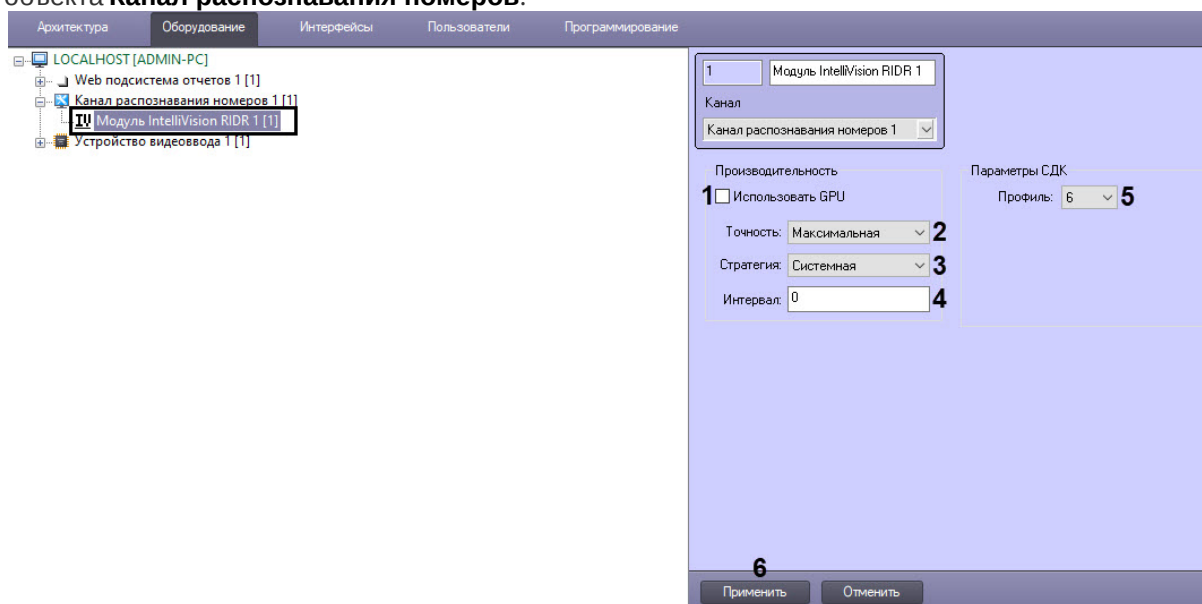 объекта Канал распознавания номеров.
Архитектура Оборудование Интерфейсы Пользователи Программирование
LOCALHOST [ADMIN-PC]
Web подсистема отчетов 1 [1]
Канал распознавания номеров 1 [1]
Модуль IntelliVision RIDR 1 [1]
Устройство видеоввода 1 [1]
1 Модуль IntelliVision RIDR 1
Канал
Канал распознавания номеров 1
Производительность
1 Использовать GPU
Точность: Максимальная 2
Стратегия: Системная 3
Интервал: 0 4
Параметры СДК
Профиль: 6 5
6
Применить Отменить